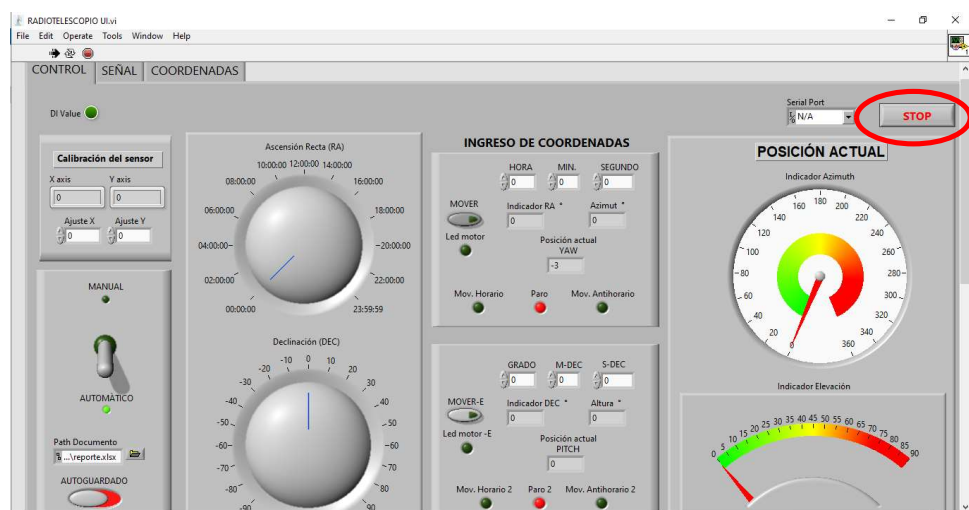 RADIOTELESCOPIO UI.vi
File Edit Operate Tools Window Help
CONTROL SEÑAL COORDENADAS
DI Value
Serial Port
N/A
STOP
Calibración del sensor
X axis Y axis
0 0
Ajuste X Ajuste Y
0 0
MANUAL
AUTOMÀTICO
Path Documento
...\reporte.xlsx
AUTOGUARDADO
Ascensión Recta (RA)
00:00:00 02:00:00 04:00:00 06:00:00 08:00:00 10:00:00 12:00:00 14:00:00 16:00:00 18:00:00 20:00:00 22:00:00 23:59:59
Declinación (DEC)
-90 -80 -70 -60 -50 -40 -30 -20 -10 0 10 20 30 40 50 60 70 80 90
INGRESO DE COORDENADAS
HORA MIN. SEGUNDO
0 0 0
MOVER Indicador RA ° Azimut °
0 0
Led motor
Posición actual
YAW
-3
Mov. Horario Paro Mov. Antihorario
GRADO M-DEC S-DEC
0 0 0
MOVER-E Indicador DEC ° Altura °
0 0
Led motor -E
Posición actual
PITCH
0
Mov. Horario 2 Paro 2 Mov. Antihorario 2
POSICIÓN ACTUAL
Indicador Azimuth
0 20 40 60 80 100 120 140 160 180 200 220 240 260 280 300 320 340 360
Indicador Elevación
0 5 10 15 20 25 30 35 40 45 50 55 60 65 70 75 80 85 90